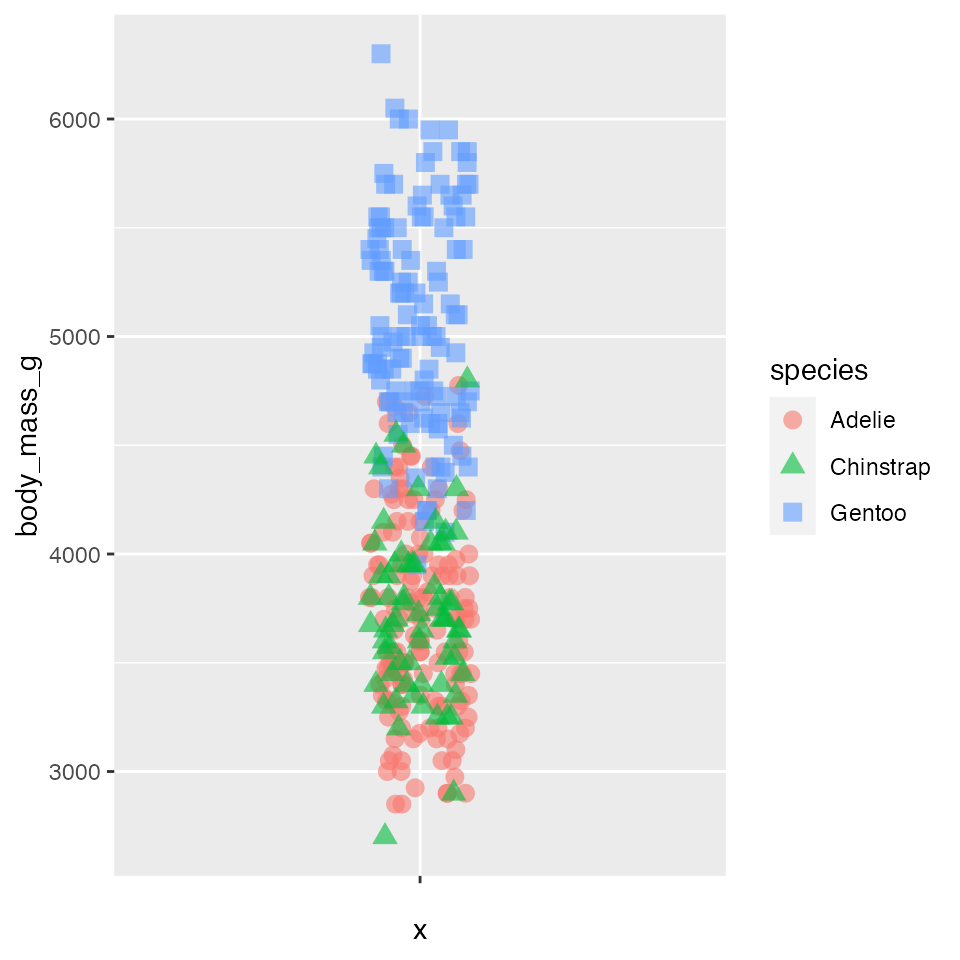 body_mass_g
6000
5000
4000
3000
x
species
Adelie
Chinstrap
Gentoo